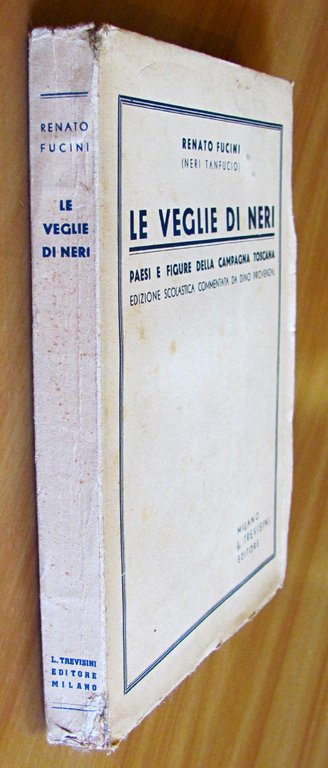 RENATO
FUCINI
LE
VEGLIE
DI NERI
L. TREVISINI
EDITORE
MILANO
RENATO FUCINI
(NERI TANFUCIO)
LE VEGLIE DI NERI
PAESI E FIGURE DELLA CAMPAGNA TOSCANA
EDIZIONE SCOLASTICA COMMENTATA DA DINO PROVENZAL
MILANO
L. TREVISINI
EDITORE